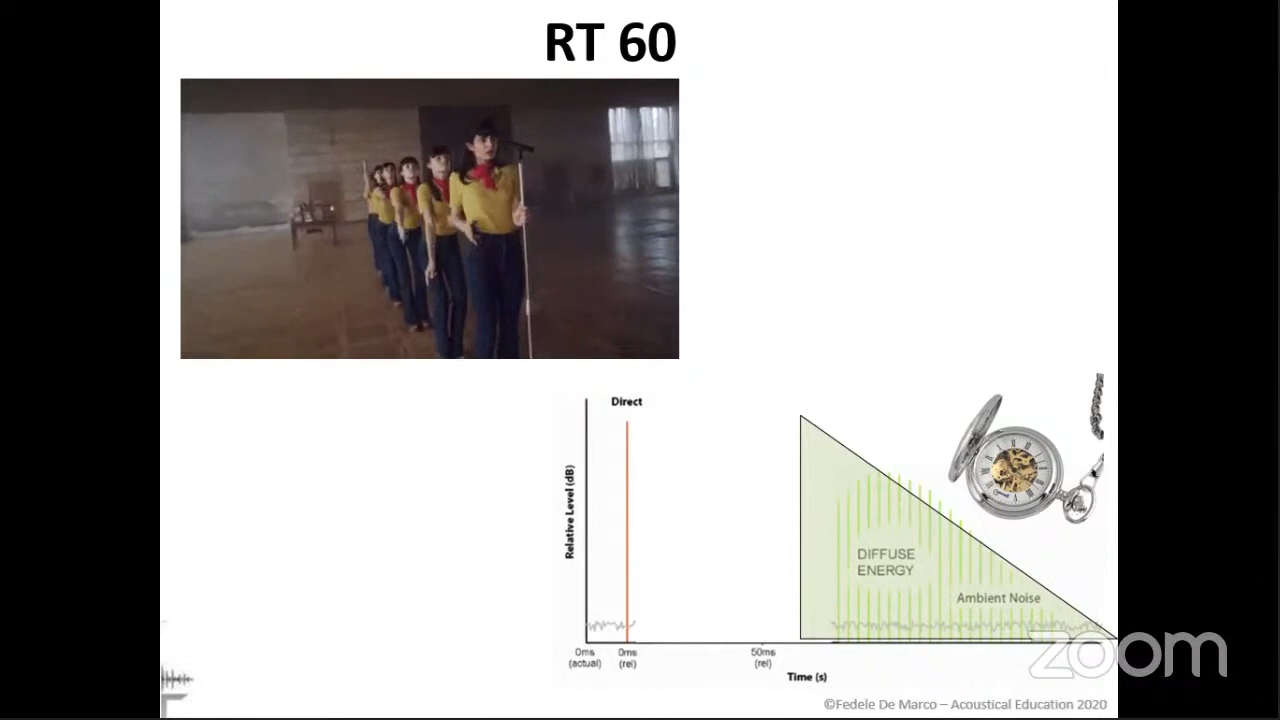 RT 60
Direct
Relative Level (dB)
DIFFUSE
ENERGY
Ambient Noise
0ms
(actual)
0ms
(rel)
50ms
(rel)
Time (s)
zoom
©Fedele De Marco – Acoustical Education 2020